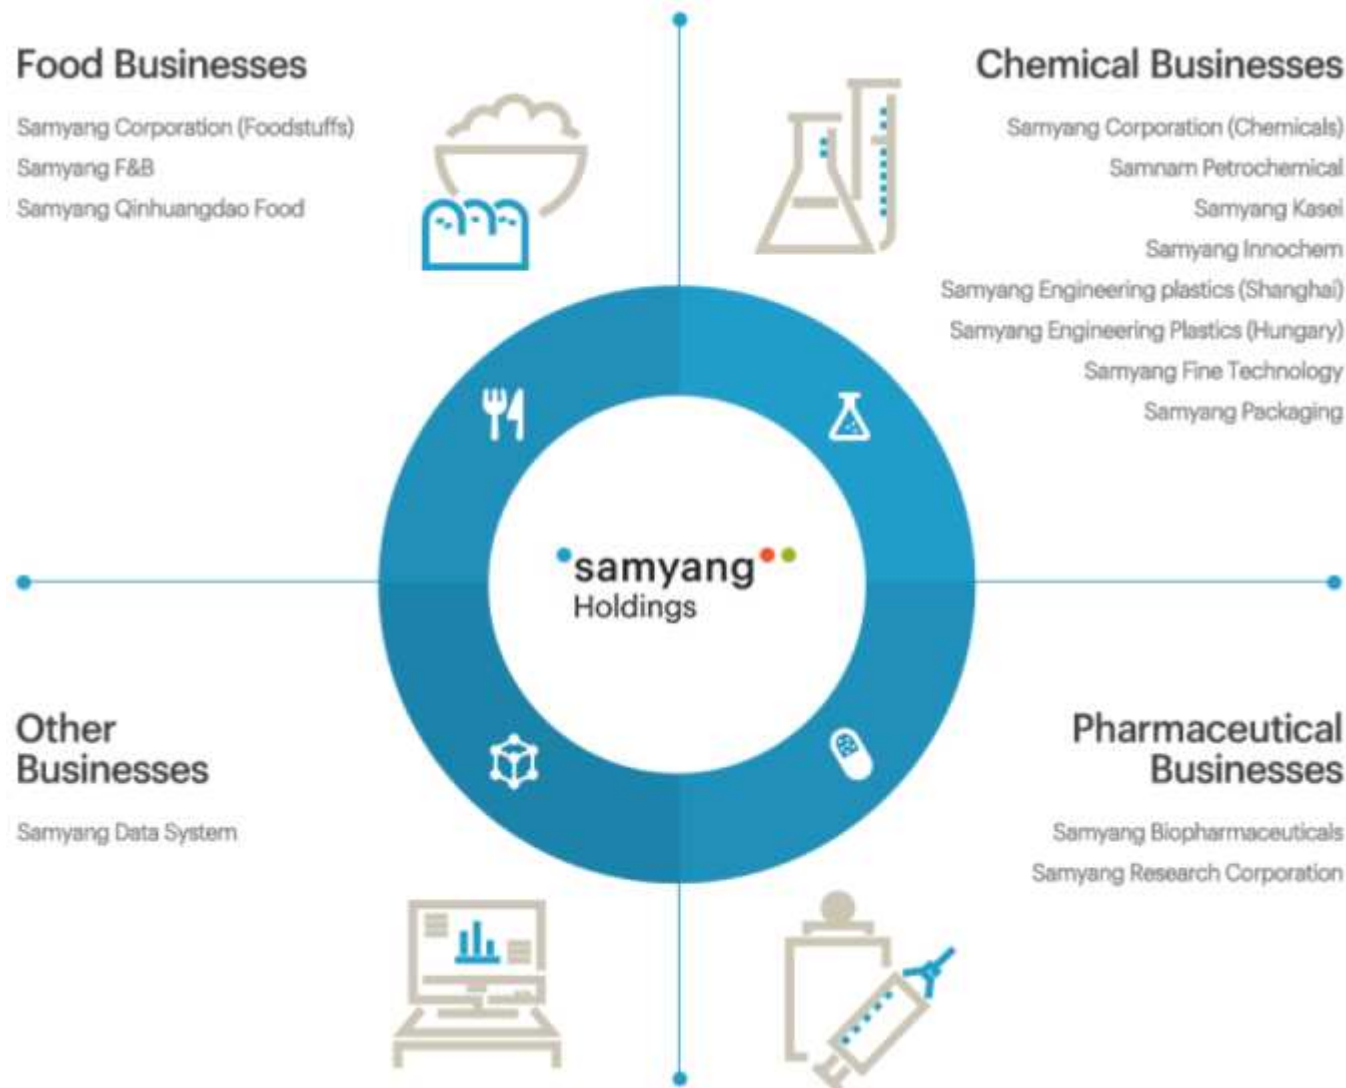 Food Businesses
Samyang Corporation (Foodstuffs)
Samyang F&B
Samyang Qinhuangdao Food
Chemical Businesses
Samyang Corporation (Chemicals)
Samnam Petrochemical
Samyang Kasei
Samyang Innochem
Samyang Engineering plastics (Shanghai)
Samyang Engineering Plastics (Hungary)
Samyang Fine Technology
Samyang Packaging
samyang
Holdings
Other
Businesses
Samyang Data System
Pharmaceutical
Businesses
Samyang Biopharmaceuticals
Samyang Research Corporation